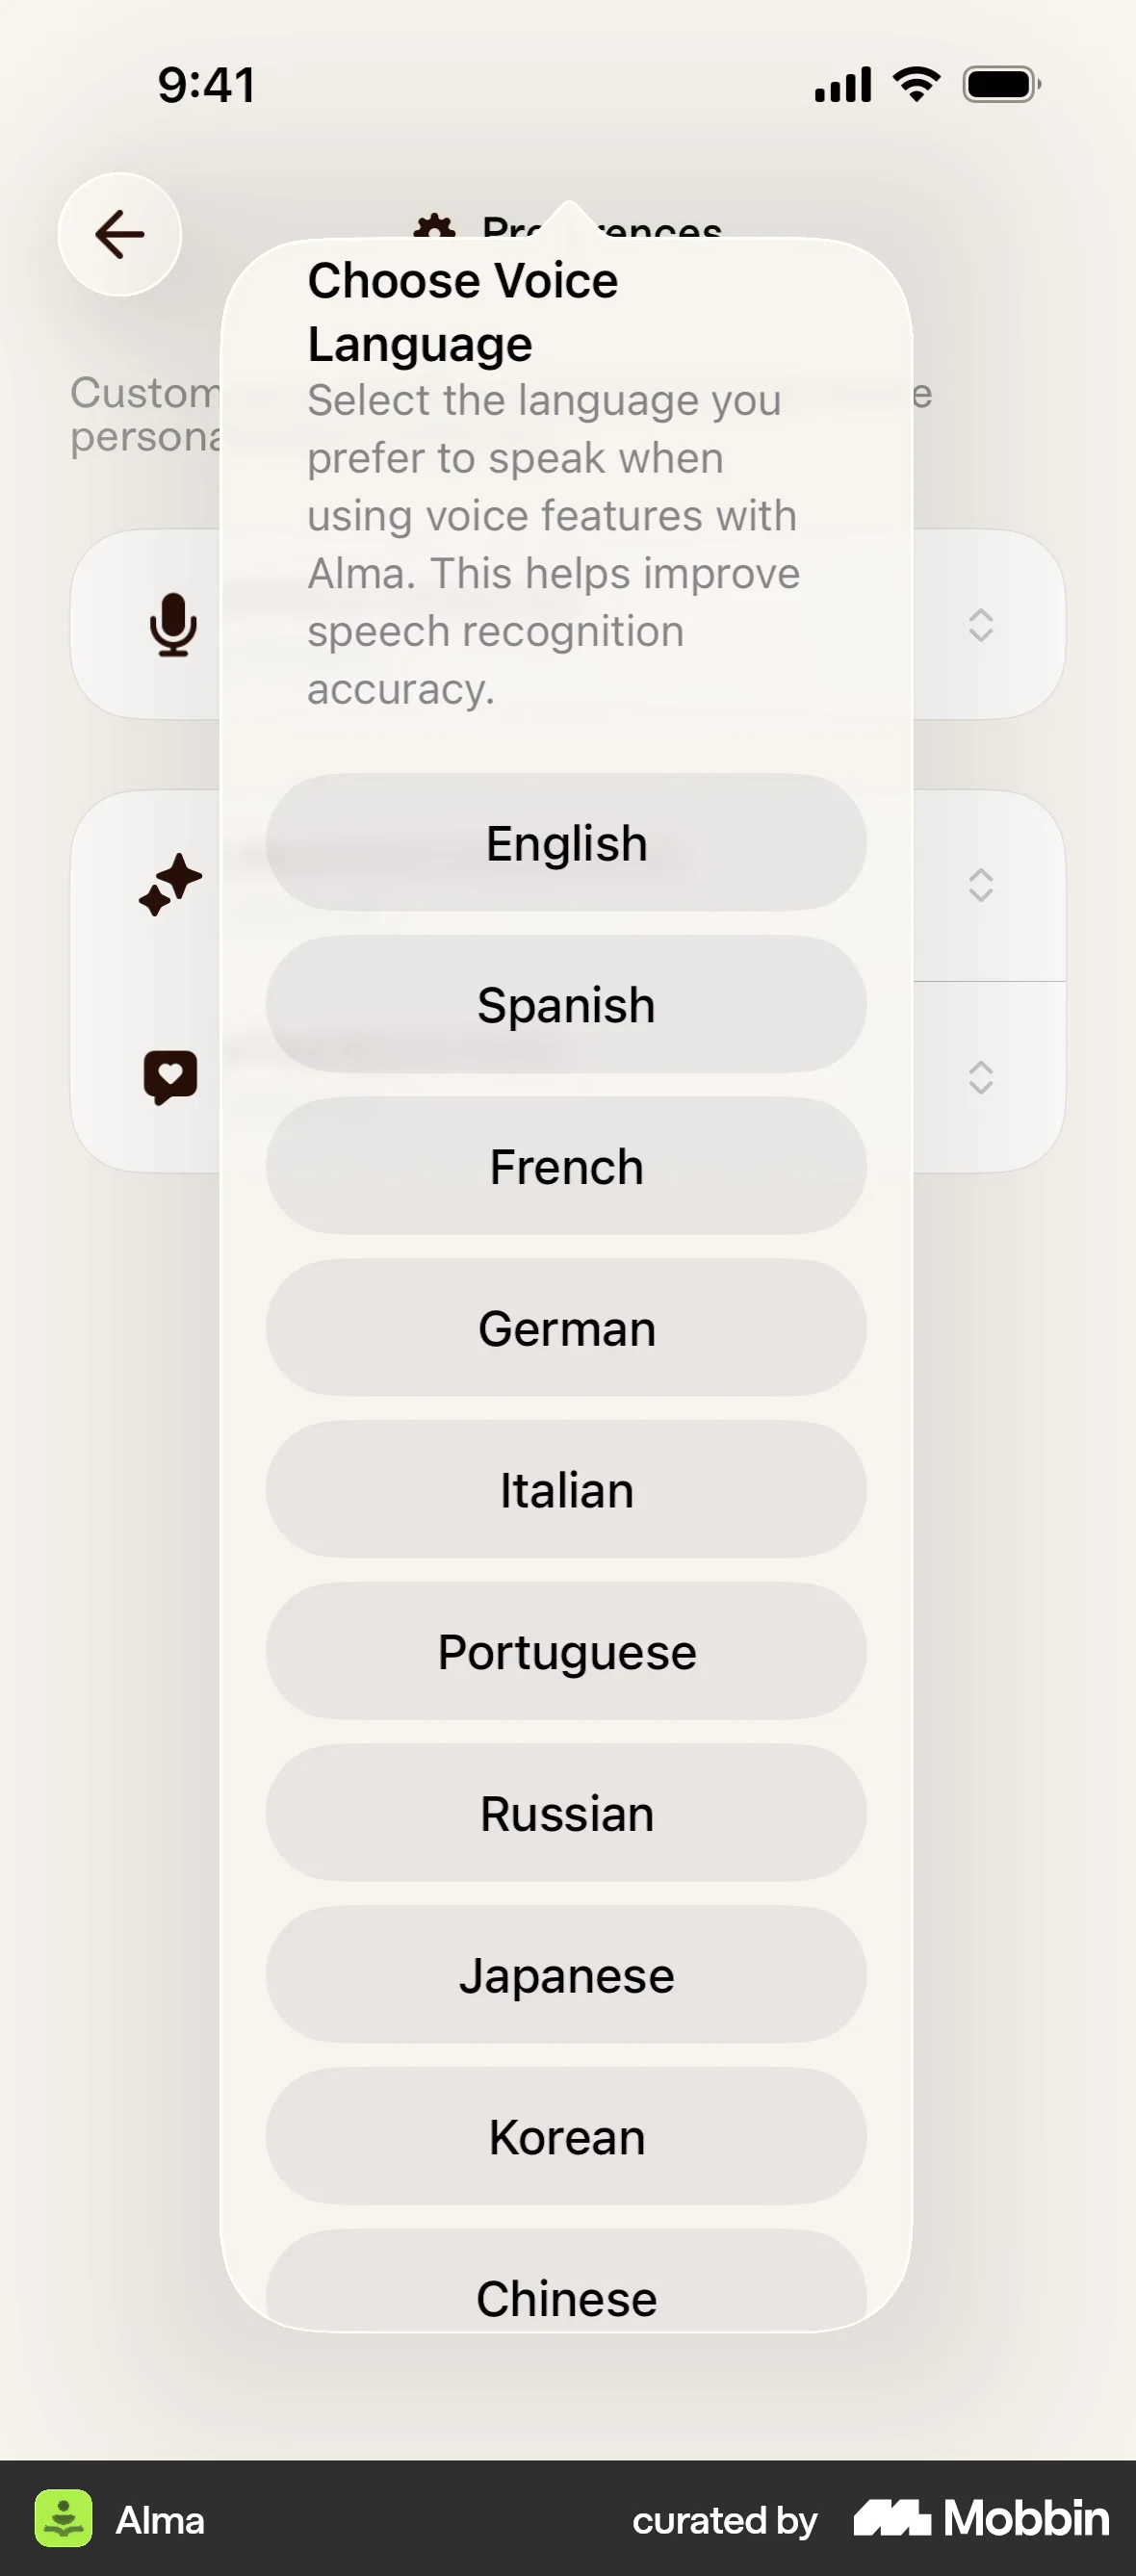 9:41
Choose Voice
Language
Select the language you
prefer to speak when
using voice features with
Alma. This helps improve
speech recognition
accuracy.
English
Spanish
French
German
Italian
Portuguese
Russian
Japanese
Korean
Chinese
Alma
curated by Mobbin